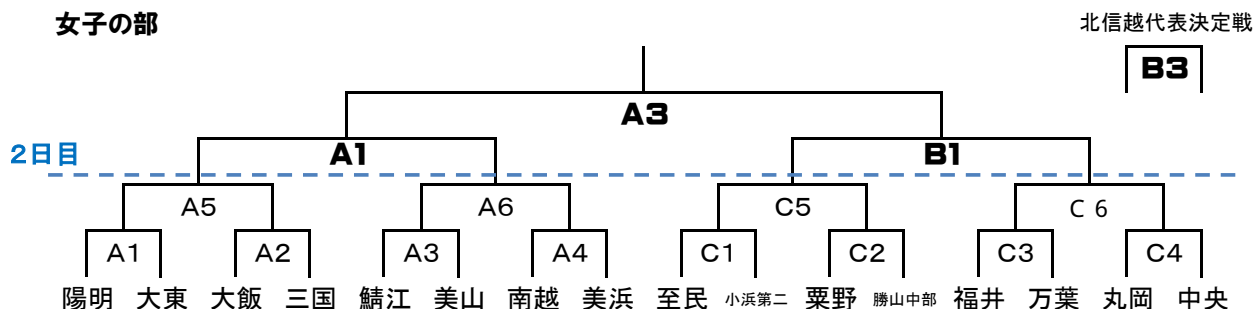 女子の部
北信越代表決定戦
B3
A3
2日目
A1 B1
A5 A6 C5 C6
A1 A2 A3 A4 C1 C2 C3 C4
陽明 大東 大飯 三国 鯖江 美山 南越 美浜 至民 小浜第二 粟野 勝山中部 福井 万葉 丸岡 中央